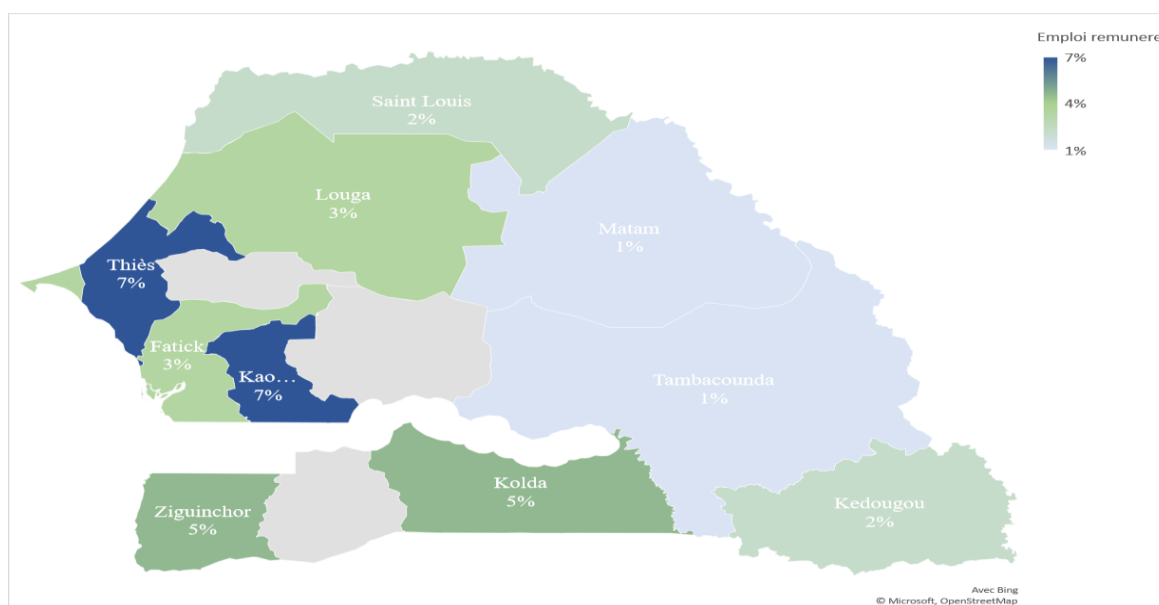 Emploi remunere
7%
4%
1%
Saint Louis
2%
Louga
3%
Matam
1%
Thiès
7%
Fatick
3%
Kao...
7%
Tambacounda
1%
Kolda
5%
Ziguinchor
5%
Kedougou
2%
Avec Bing
© Microsoft, OpenStreetMap